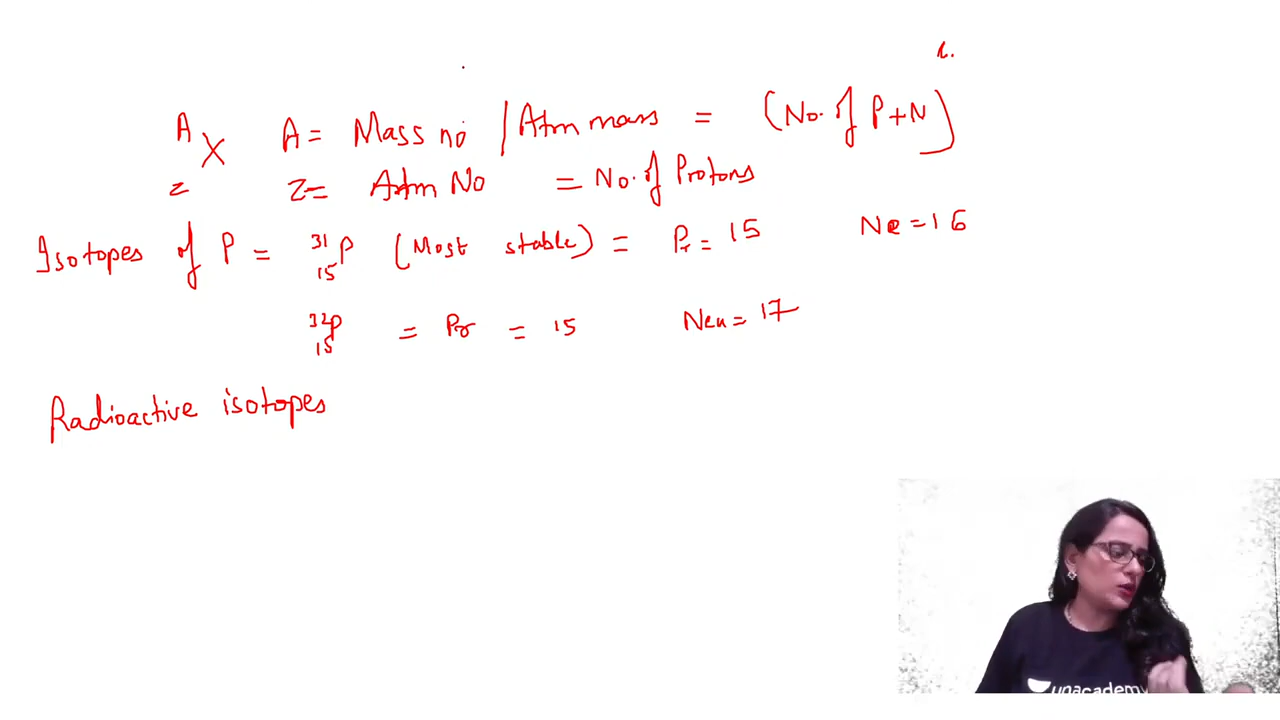 A X A = Mass no / Atm mass = (No. of P+N)
Z Z = Atm No = No. of Protons
Isotopes of P = 31 15 P (Most stable) = Pr = 15 Ne = 16
32 15 P = Pr = 15 Neu = 17
Radioactive isotopes
unacademy